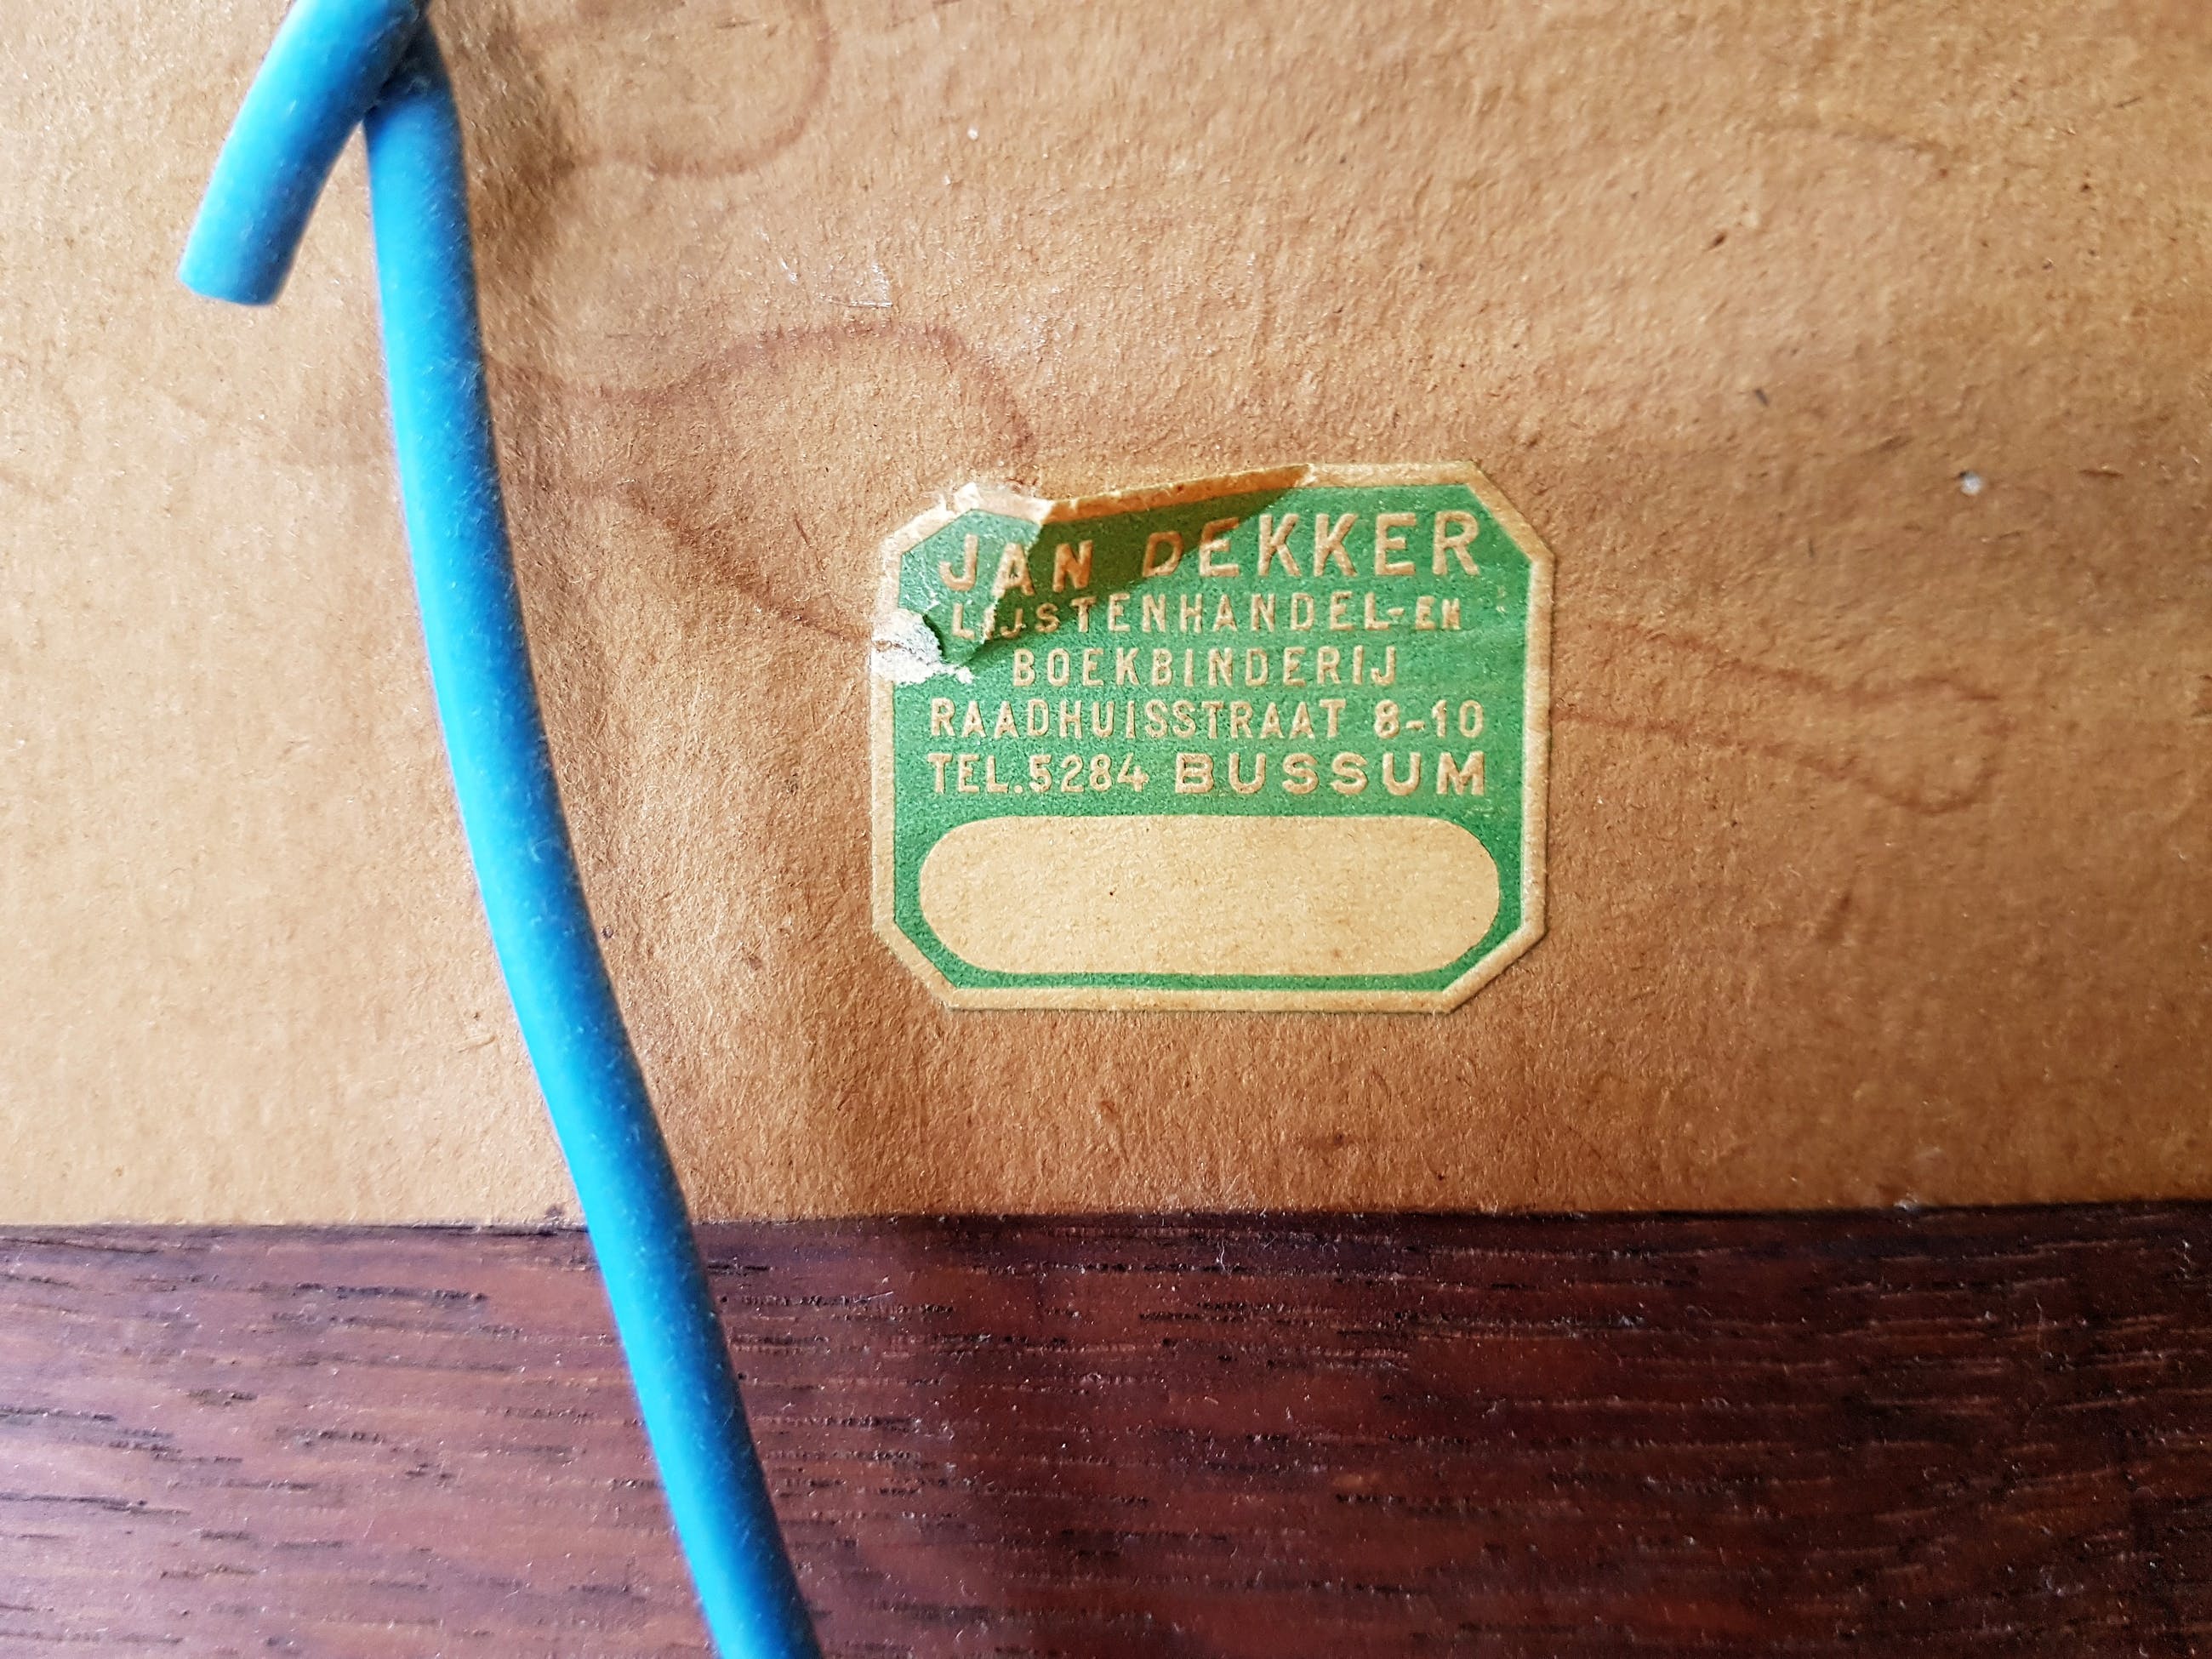 JAN DEKKER
LIJSTENHANDEL-EN
BOEKBINDERIJ
RAADHUISSTRAAT 8-10
TEL.5284 BUSSUM